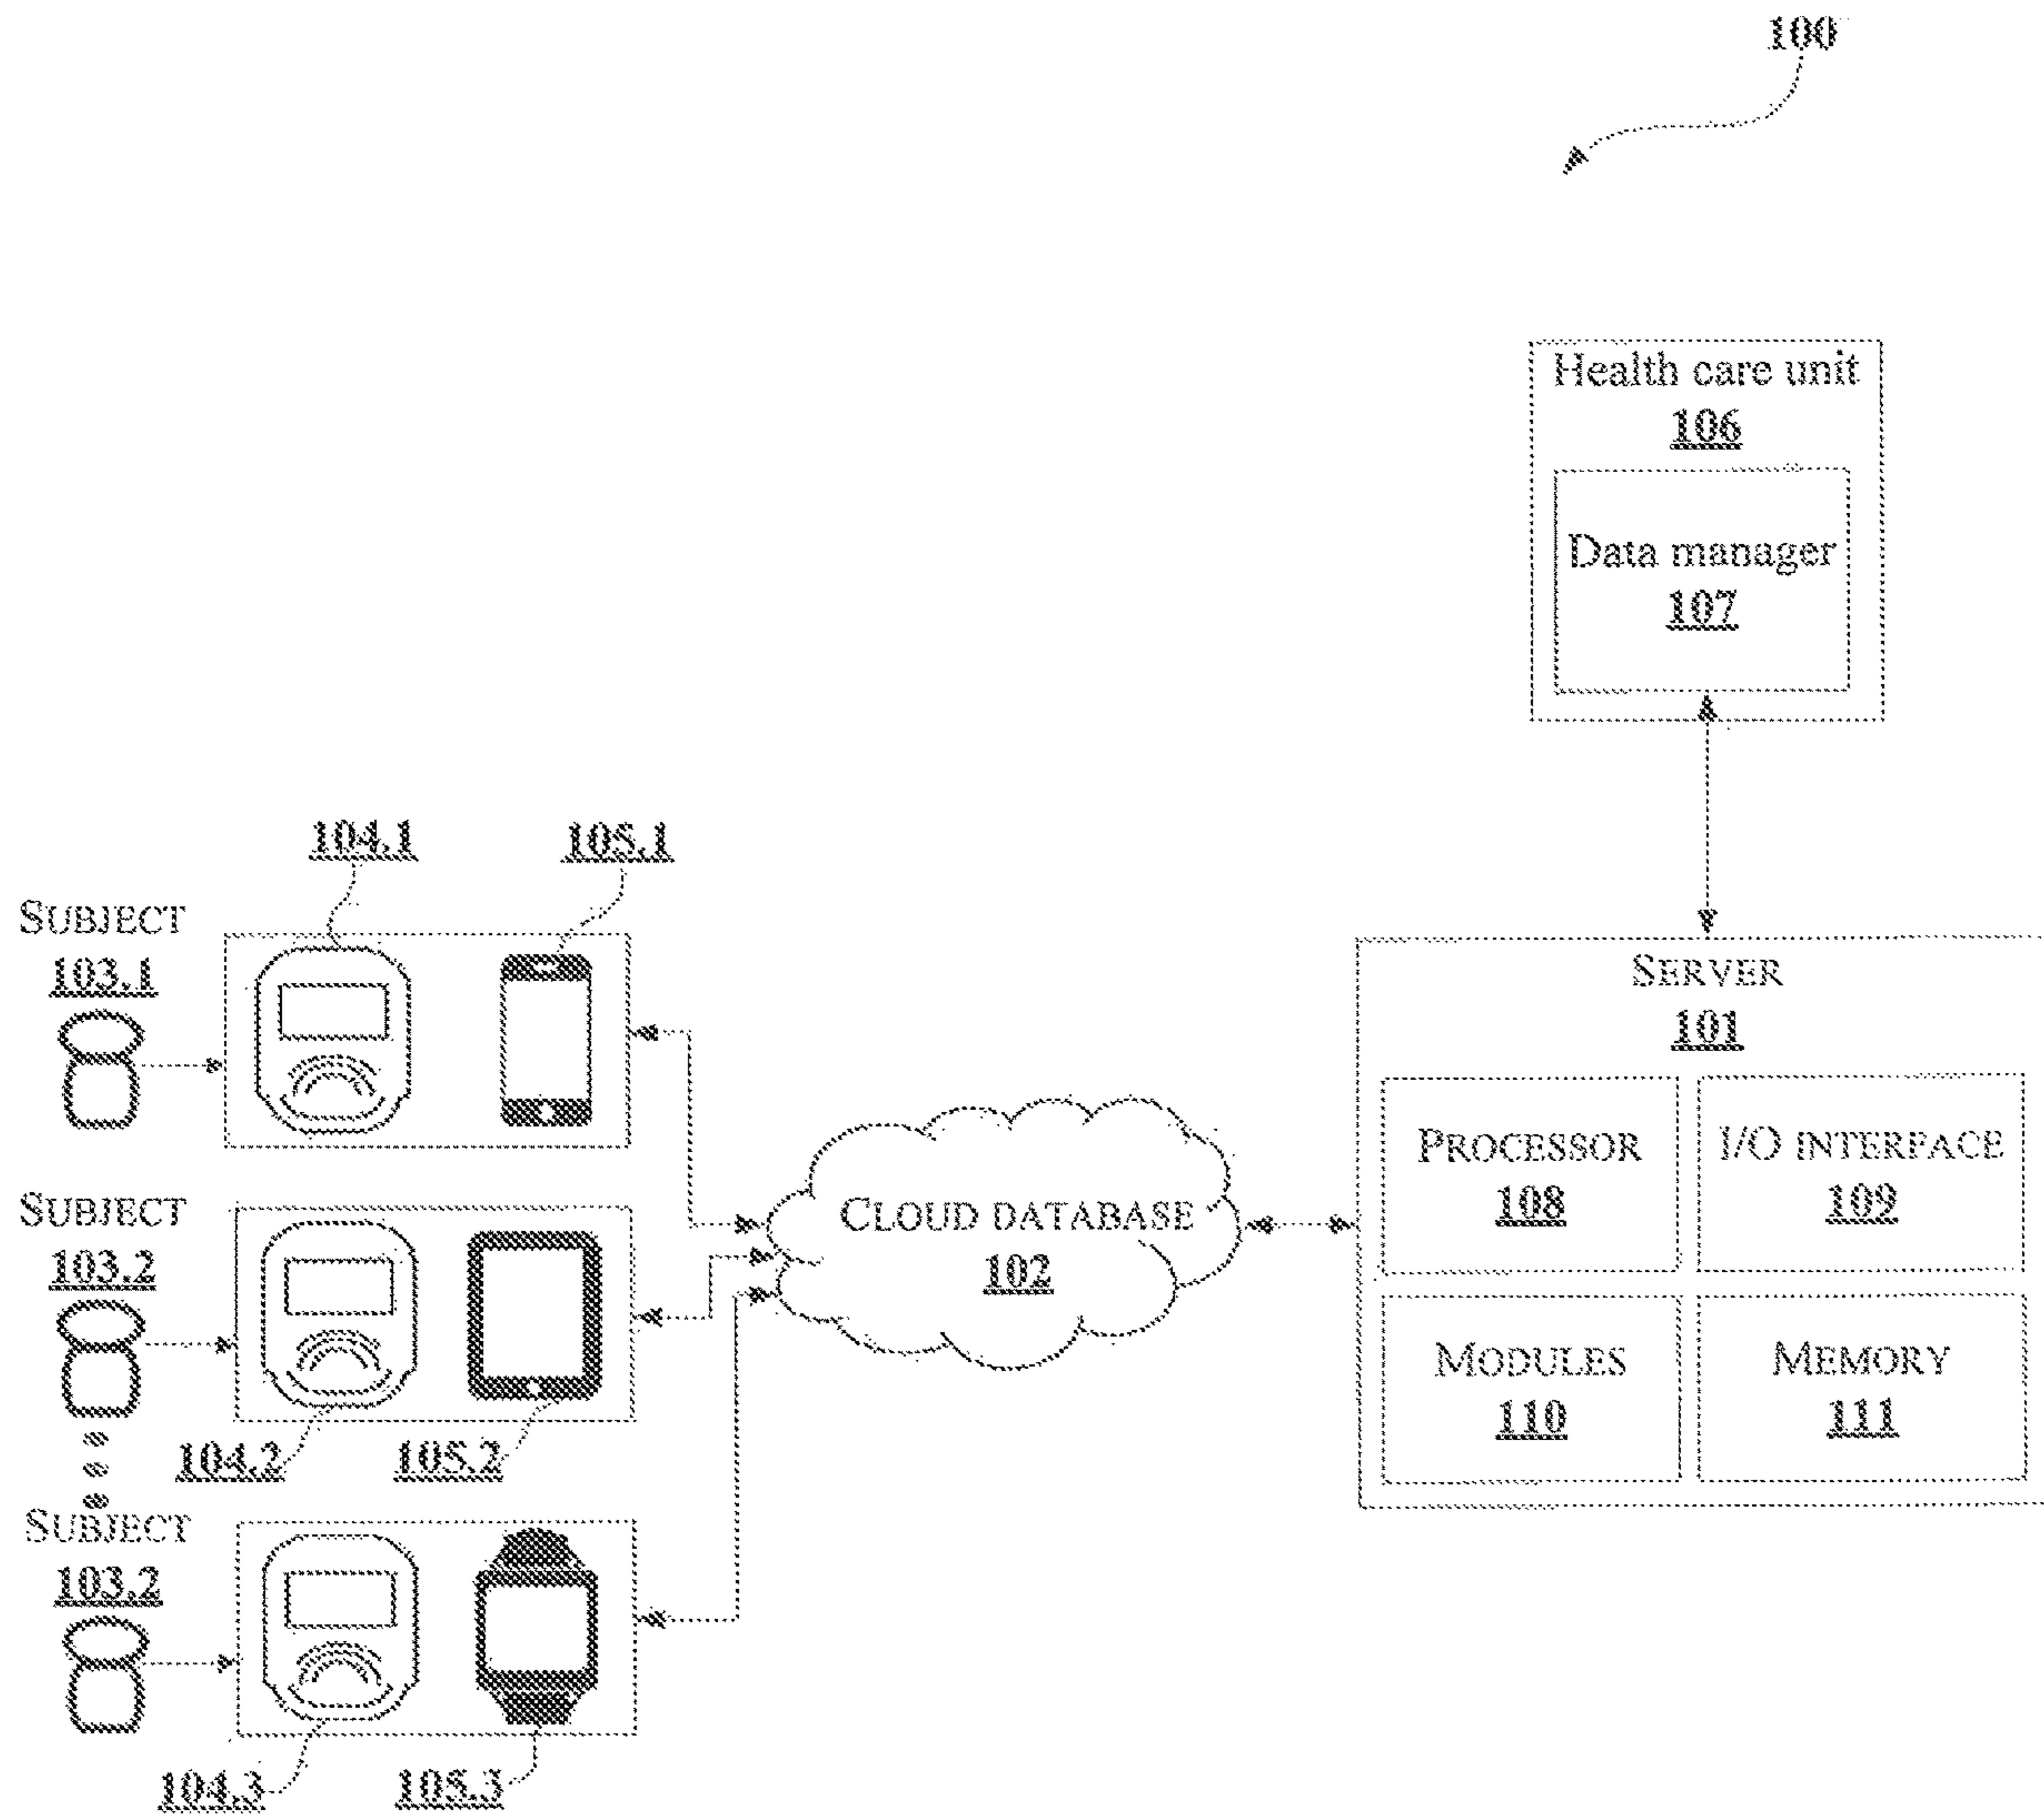 100
Health care unit
106
Data manager
107
104.1
105.1
SUBJECT
103.1
SERVER
101
PROCESSOR
108
I/O INTERFACE
109
SUBJECT
103.2
CLOUD DATABASE
102
MODULES
110
MEMORY
111
104.2
105.2
SUBJECT
103.2
104.3
105.3